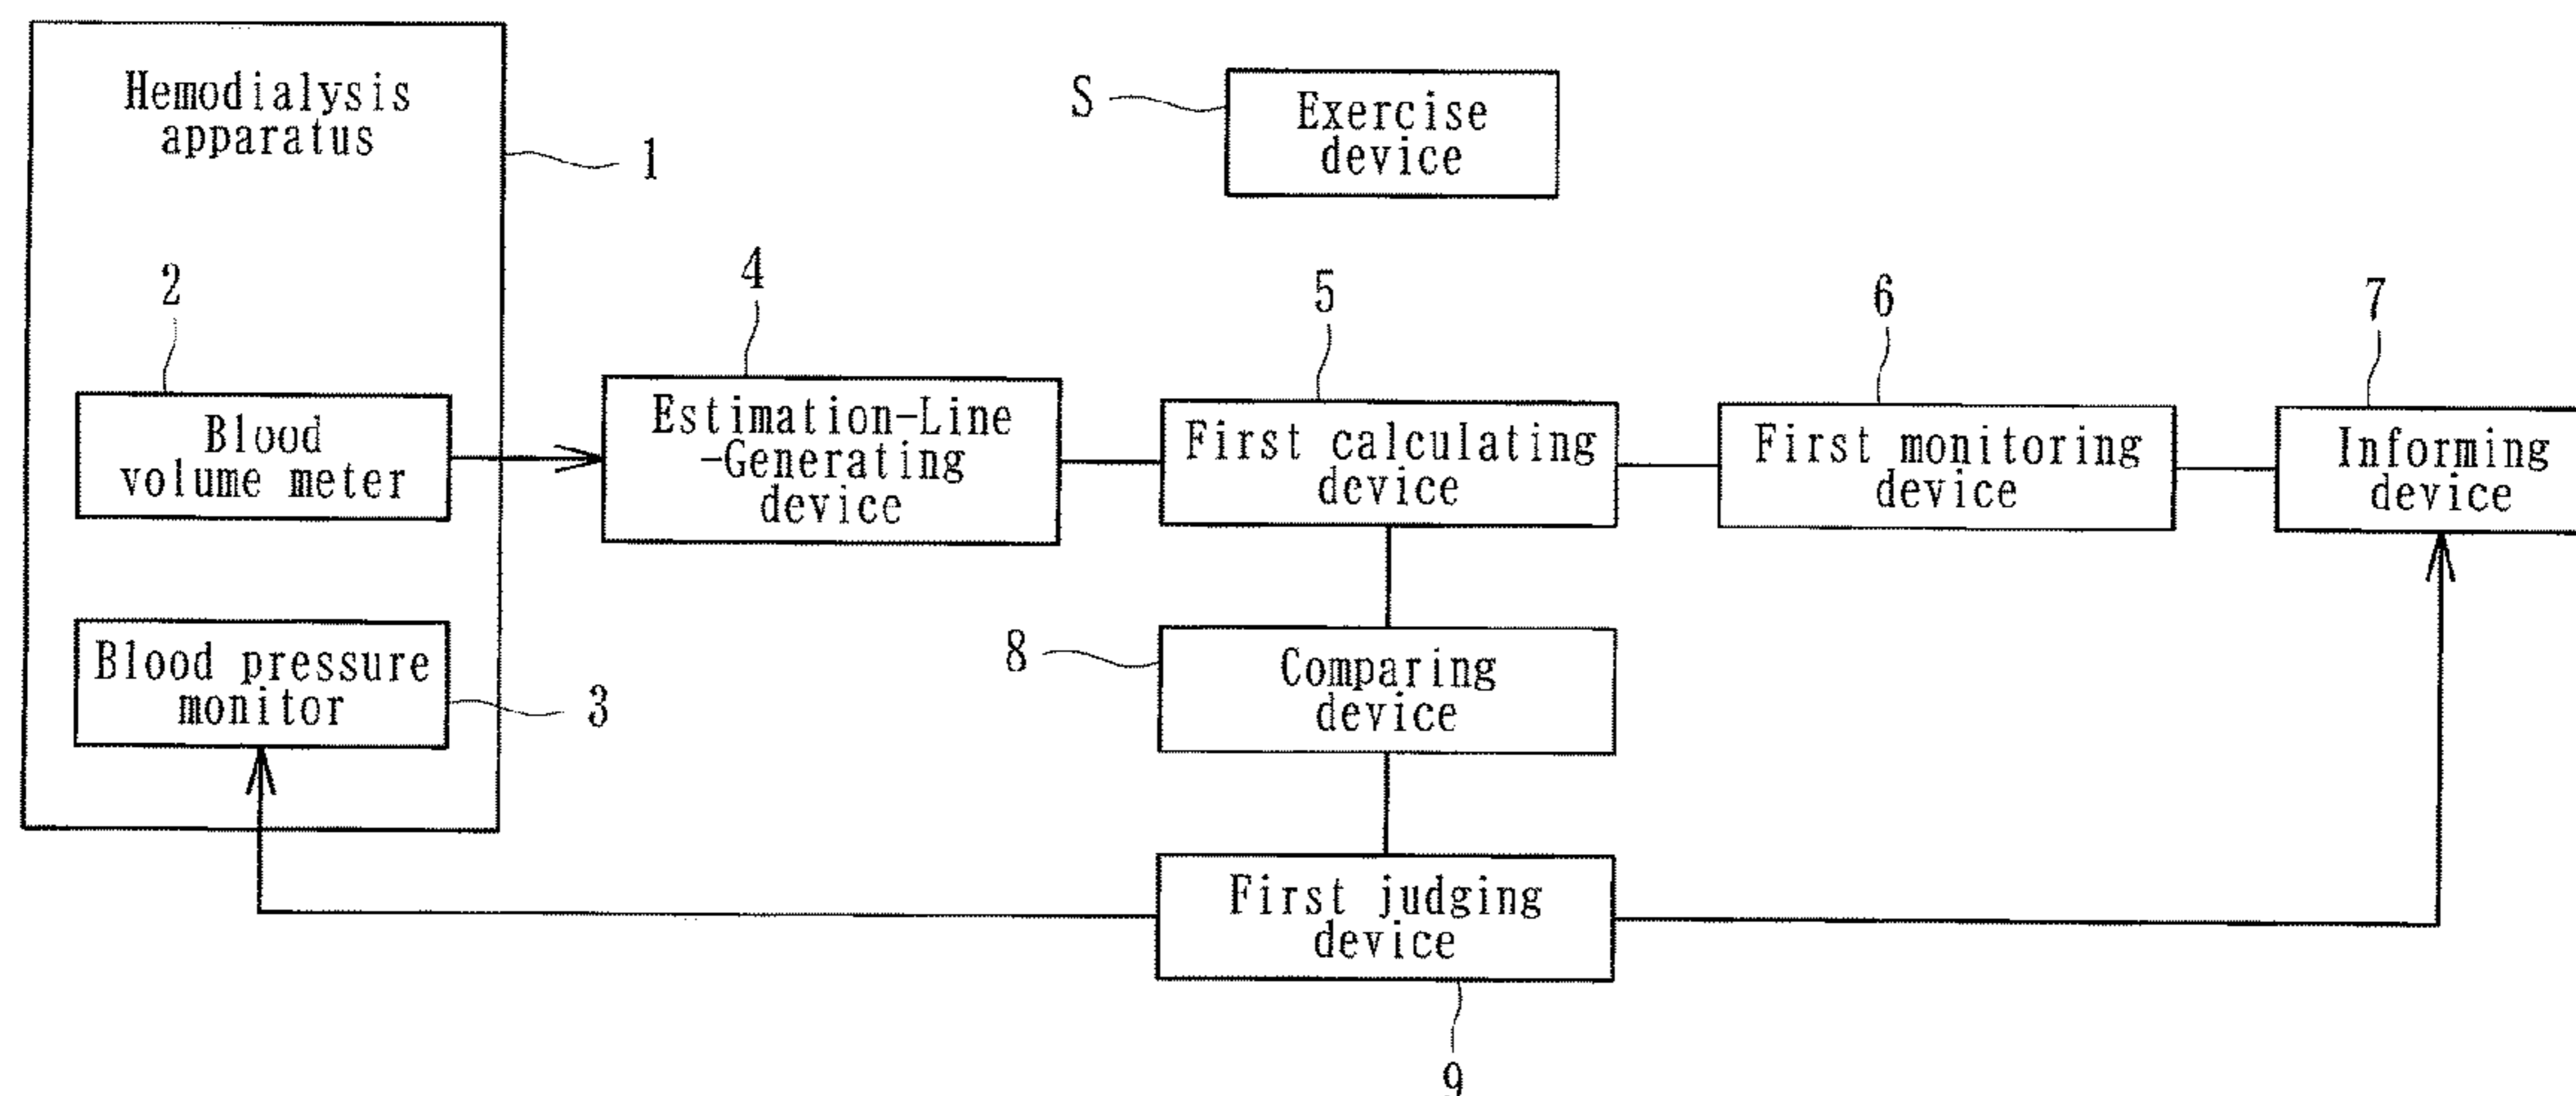 Hemodialysis
apparatus
1
S
Exercise
device
2
Blood
volume meter
4
Estimation-Line
-Generating
device
5
First calculating
device
6
First monitoring
device
7
Informing
device
Blood pressure
monitor
3
8
Comparing
device
First judging
device
9